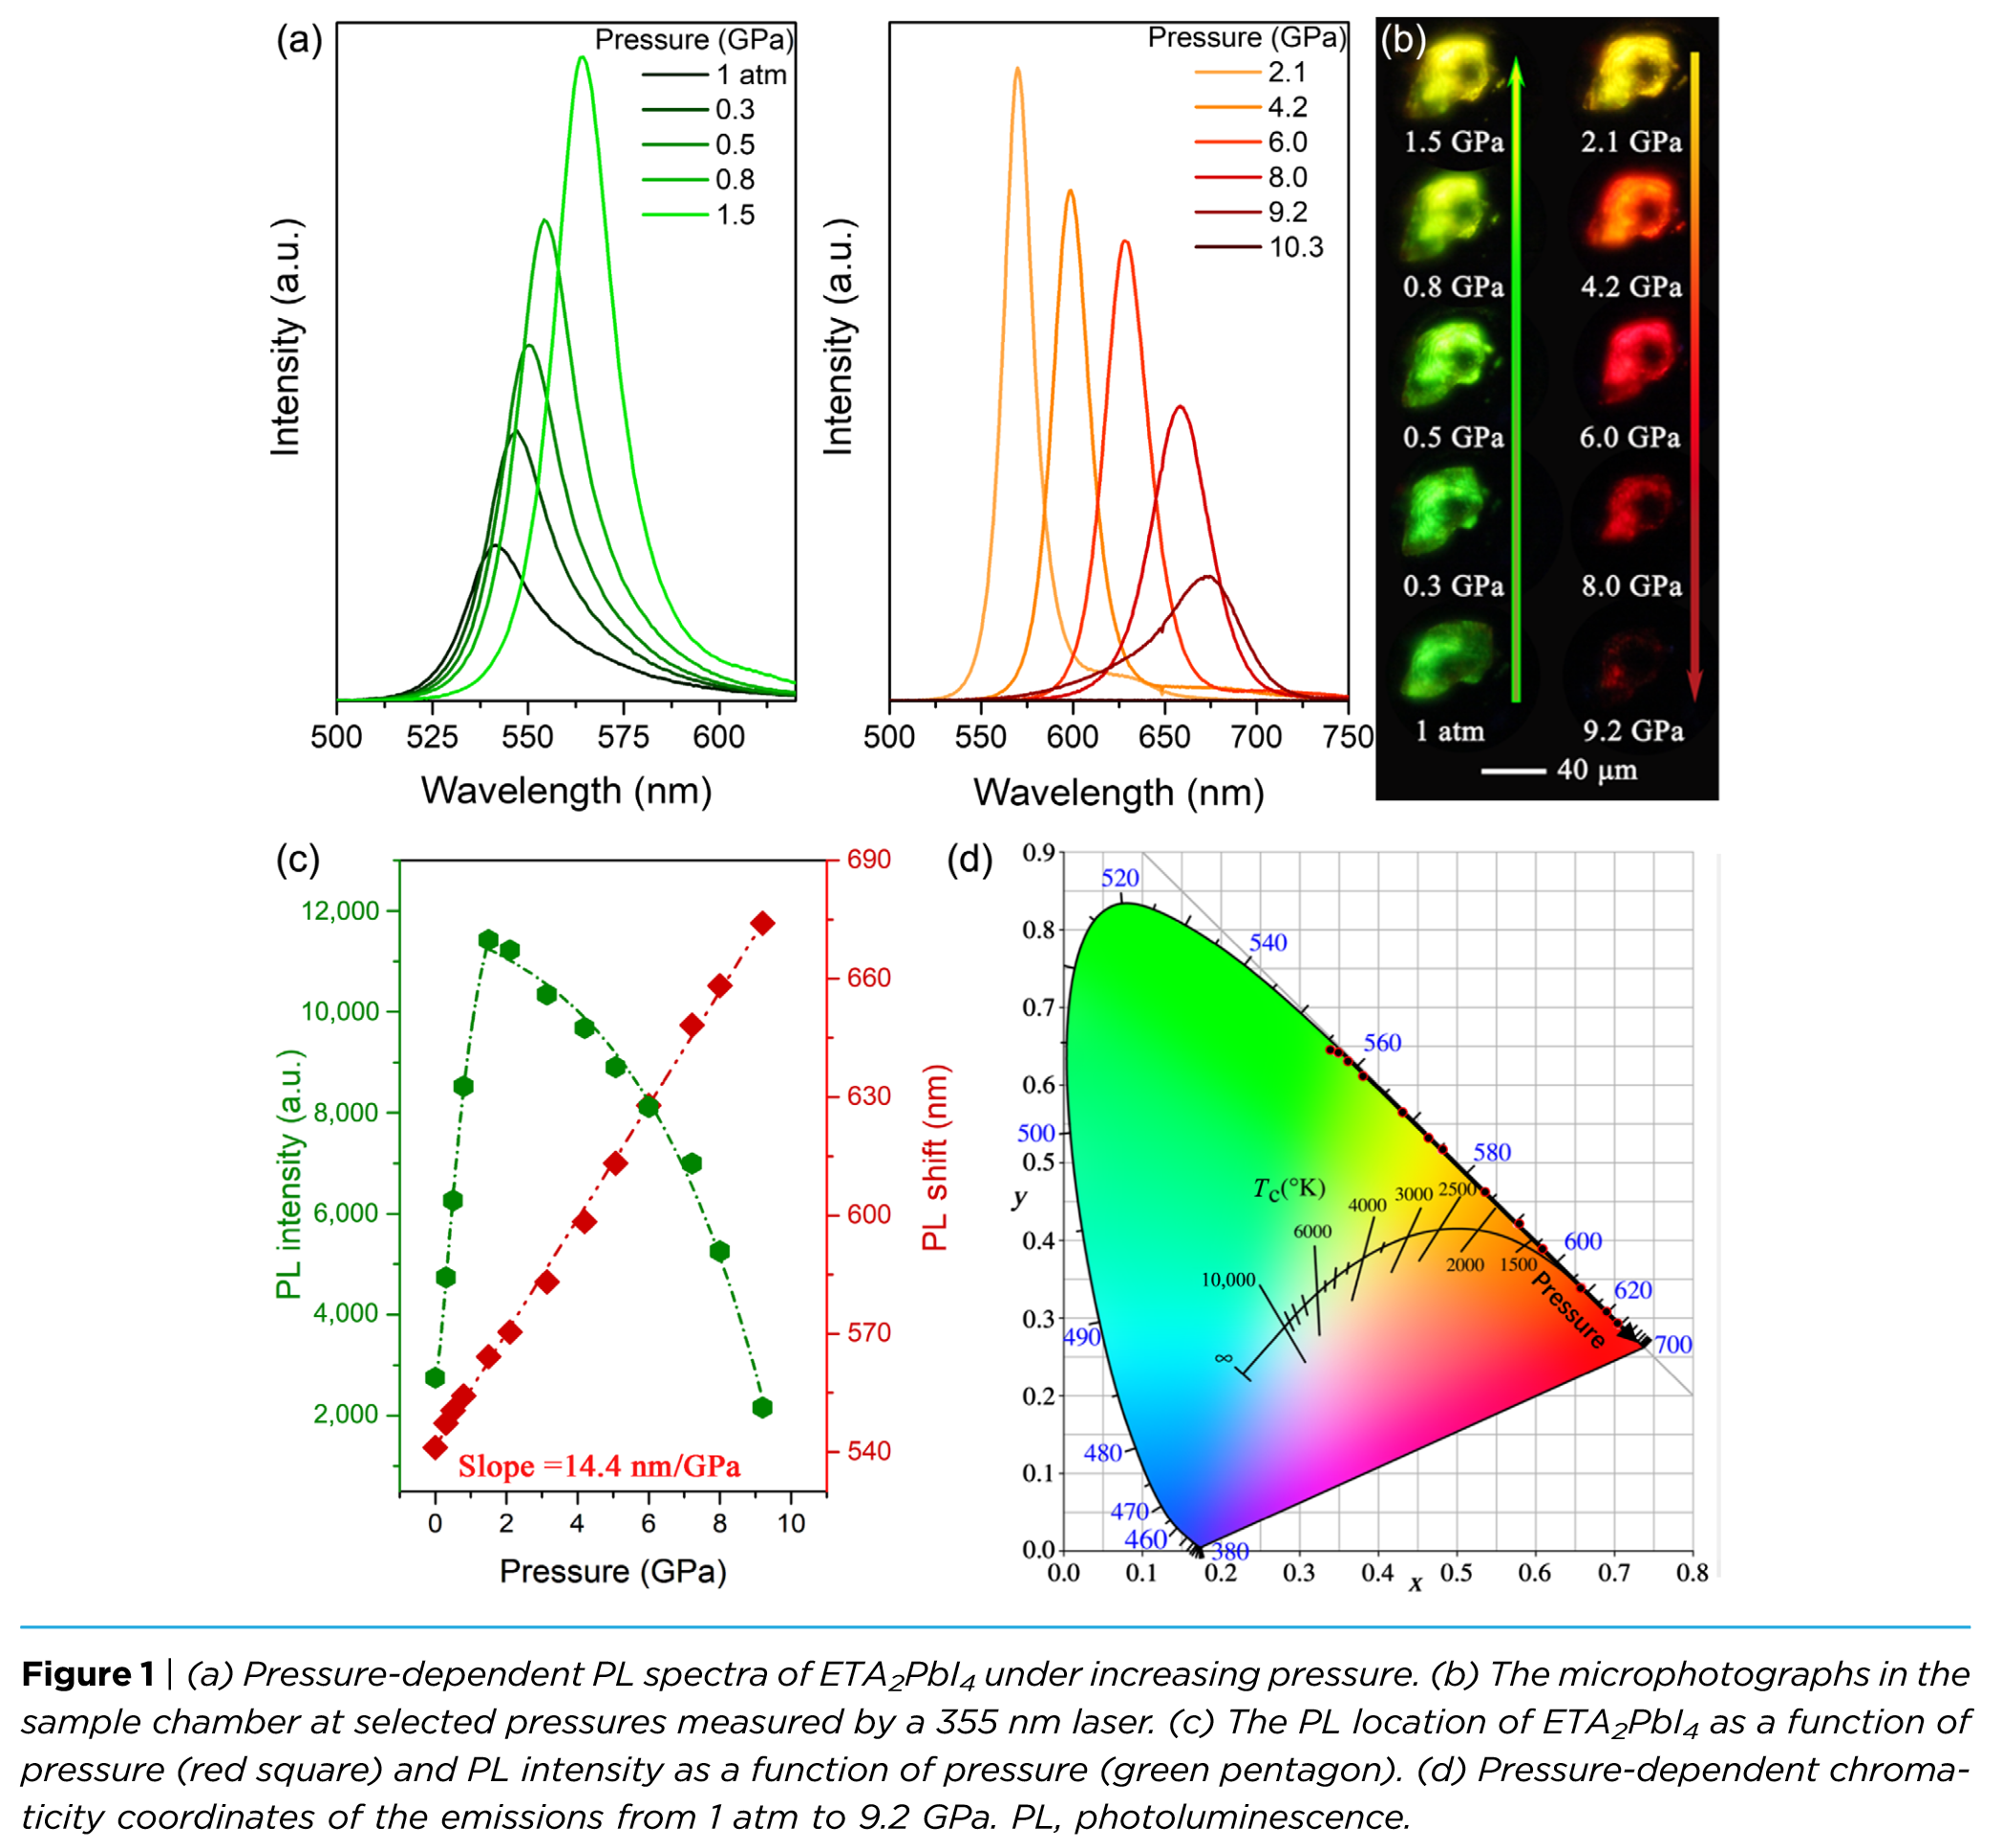 (a)
Pressure (GPa)
1 atm
0.3
0.5
0.8
1.5
Intensity (a.u.)
500 525 550 575 600
Wavelength (nm)
Pressure (GPa)
2.1
4.2
6.0
8.0
9.2
10.3
Intensity (a.u.)
500 550 600 650 700 750
Wavelength (nm)
(b)
1.5 GPa 2.1 GPa
0.8 GPa 4.2 GPa
0.5 GPa 6.0 GPa
0.3 GPa 8.0 GPa
1 atm 9.2 GPa
40 μm
(c)
12,000
10,000
8,000
6,000
4,000
2,000
PL intensity (a.u.)
690
660
630
600
570
540
PL shift (nm)
Slope =14.4 nm/GPa
0 2 4 6 8 10
Pressure (GPa)
(d)
0.9
0.8
0.7
0.6
0.5
0.4
0.3
0.2
0.1
0.0
y
520
540
560
580
600
620
700
500
490
480
470
460
380
Tc(°K)
∞
10,000
6000
4000
3000
2500
2000
1500
Pressure
0.0 0.1 0.2 0.3 0.4 0.5 0.6 0.7 0.8
x
Figure 1 | (a) Pressure-dependent PL spectra of ETA2PbI4 under increasing pressure. (b) The microphotographs in the
sample chamber at selected pressures measured by a 355 nm laser. (c) The PL location of ETA2PbI4 as a function of
pressure (red square) and PL intensity as a function of pressure (green pentagon). (d) Pressure-dependent chroma-
ticity coordinates of the emissions from 1 atm to 9.2 GPa. PL, photoluminescence.